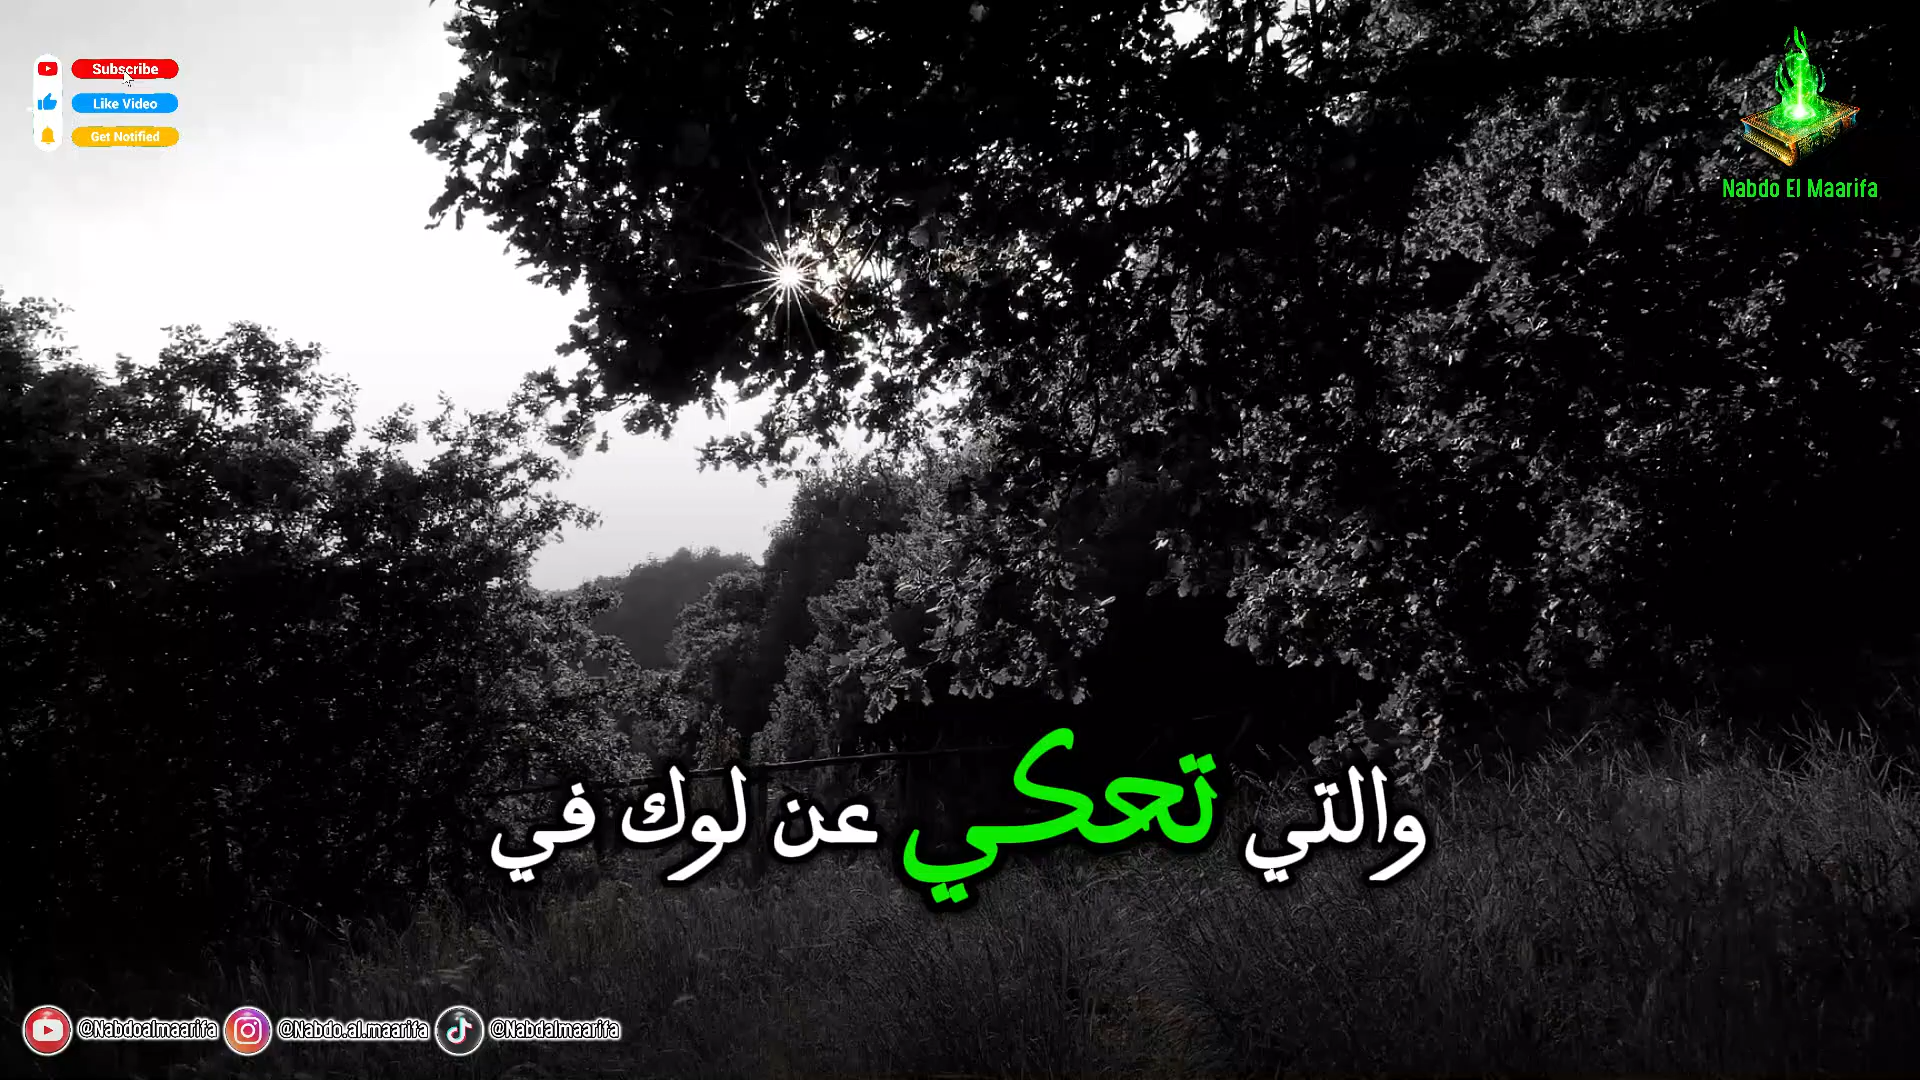 Subscribe
Like Video
Get Notified
Nabdo El Maarifa
والتي تحكي عن لوك في
@Nabdoalmaarifa @Nabdo.al.maarifa @Nabdalmaarifa